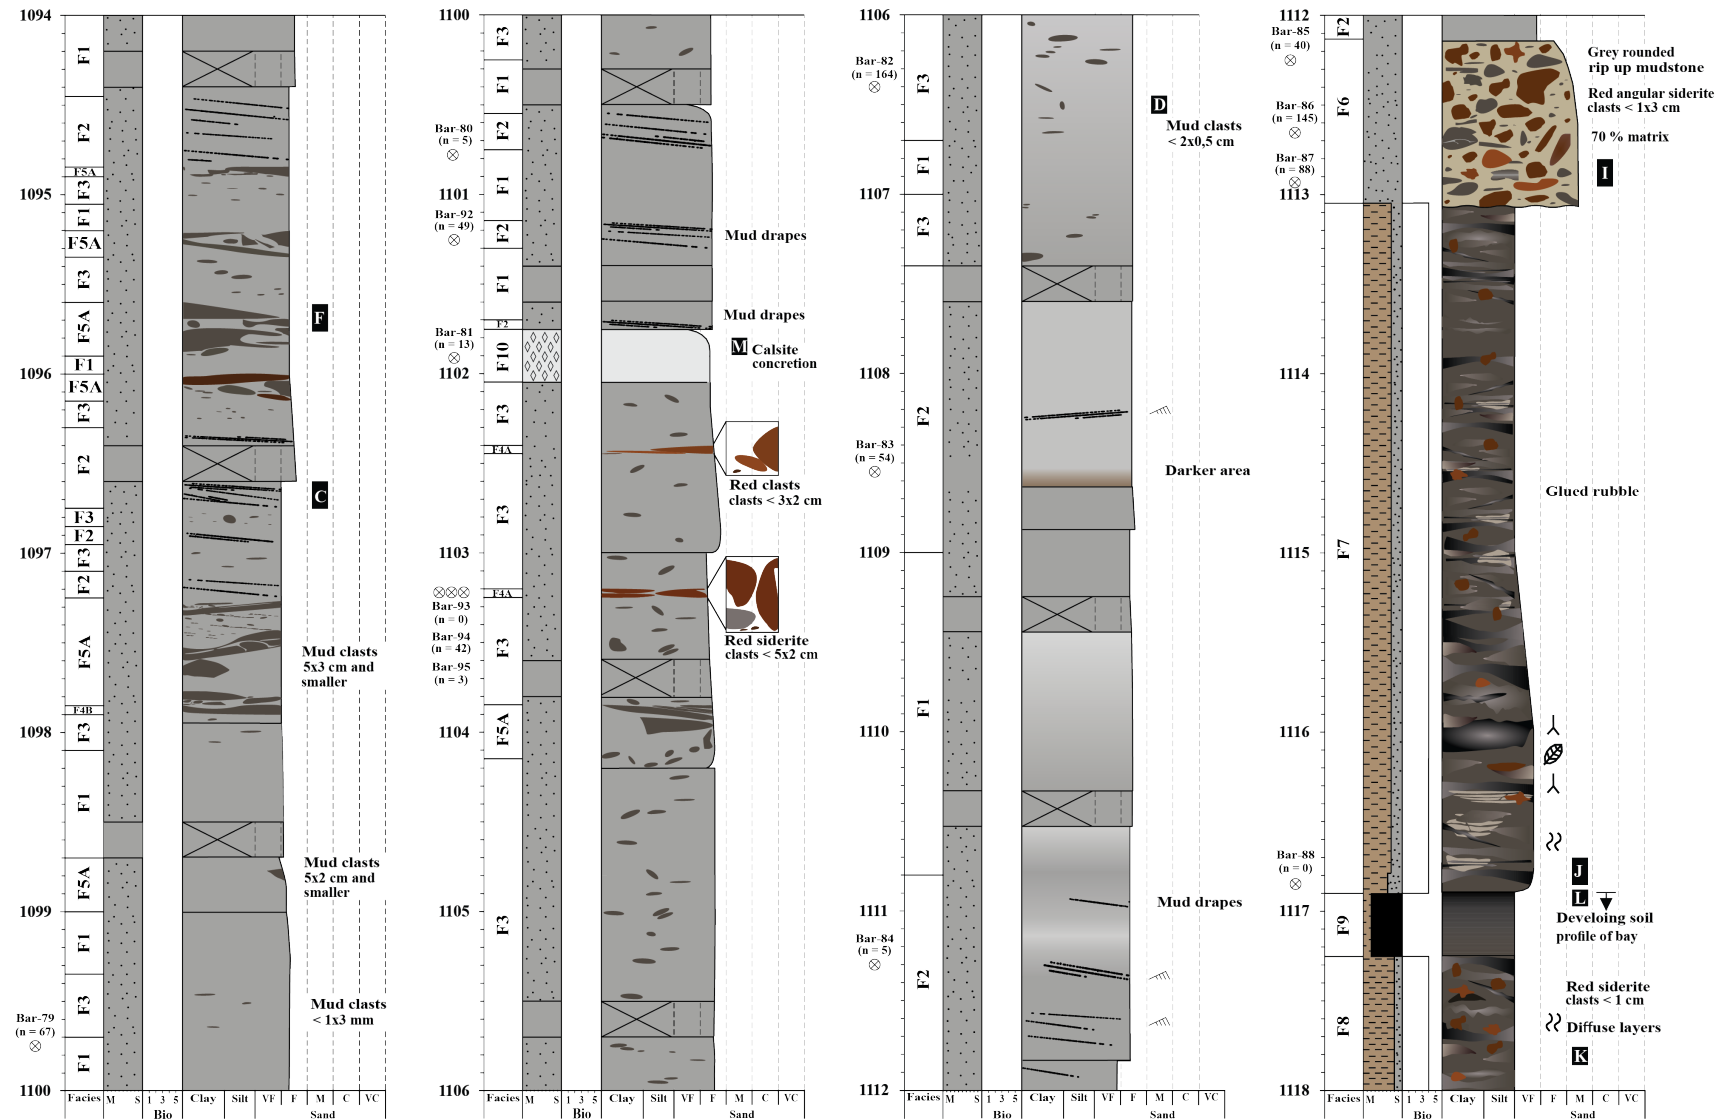 1094
F1
F2
F5A
F3
1095
F1
F5A
F3
F5A
F
F1
1096
F5A
F3
F2
C
F3
F2
1097
F3
F2
F5A
Mud clasts
5x3 cm and
smaller
F4B
F3
1098
F1
Mud clasts
5x2 cm and
smaller
F5A
1099
F1
F3
Mud clasts
< 1x3 mm
Bar-79
(n = 67)
F1
1100
Facies
M
S
1 3 5
Bio
Clay
Silt
VF
F
M
C
VC
Sand
1100
F3
F1
Bar-80
(n = 5)
F2
1101
F1
Bar-92
(n = 49)
F2
Mud drapes
F1
Mud drapes
F2
Bar-81
(n = 13)
F10
M Calsite
concretion
1102
F3
F4A
Red clasts
clasts < 3x2 cm
F3
1103
F4A
Bar-93
(n = 0)
Bar-94
(n = 42)
Bar-95
(n = 3)
F3
Red siderite
clasts < 5x2 cm
F5A
1104
1105
F3
1106
Facies
M
S
1 3 5
Bio
Clay
Silt
VF
F
M
C
VC
Sand
1106
Bar-82
(n = 164)
F3
D
Mud clasts
< 2x0,5 cm
F1
1107
F3
1108
F2
Bar-83
(n = 54)
Darker area
1109
F1
1110
Mud drapes
1111
Bar-84
(n = 5)
F2
1112
Facies
M
S
1 3 5
Bio
Clay
Silt
VF
F
M
C
VC
Sand
1112
F2
Bar-85
(n = 40)
Grey rounded
rip up mudstone
Red angular siderite
clasts < 1x3 cm
F6
Bar-86
(n = 145)
70 % matrix
Bar-87
(n = 88)
I
1113
1114
Glued rubble
F7
1115
1116
Bar-88
(n = 0)
J
L
1117
F9
Develoing soil
profile of bay
Red siderite
clasts < 1 cm
F8
Diffuse layers
K
1118
Facies
M
S
1 3 5
Bio
Clay
Silt
VF
F
M
C
VC
Sand